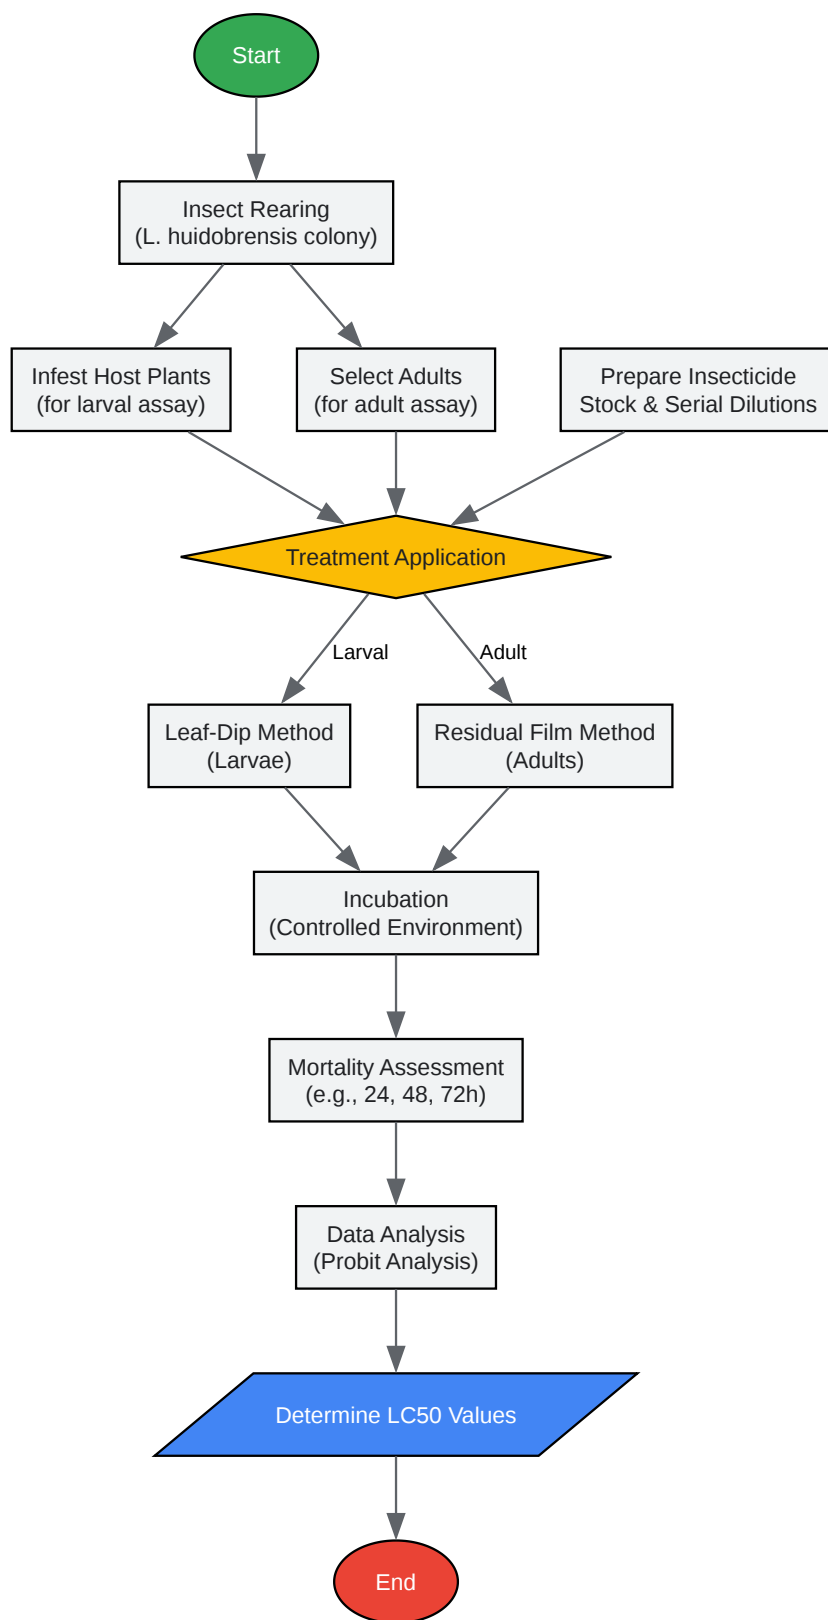 Start
Insect Rearing
(L. huidobrensis colony)
Infest Host Plants
(for larval assay)
Select Adults
(for adult assay)
Prepare Insecticide
Stock & Serial Dilutions
Treatment Application
Larval
Adult
Leaf-Dip Method
(Larvae)
Residual Film Method
(Adults)
Incubation
(Controlled Environment)
Mortality Assessment
(e.g., 24, 48, 72h)
Data Analysis
(Probit Analysis)
Determine LC50 Values
End